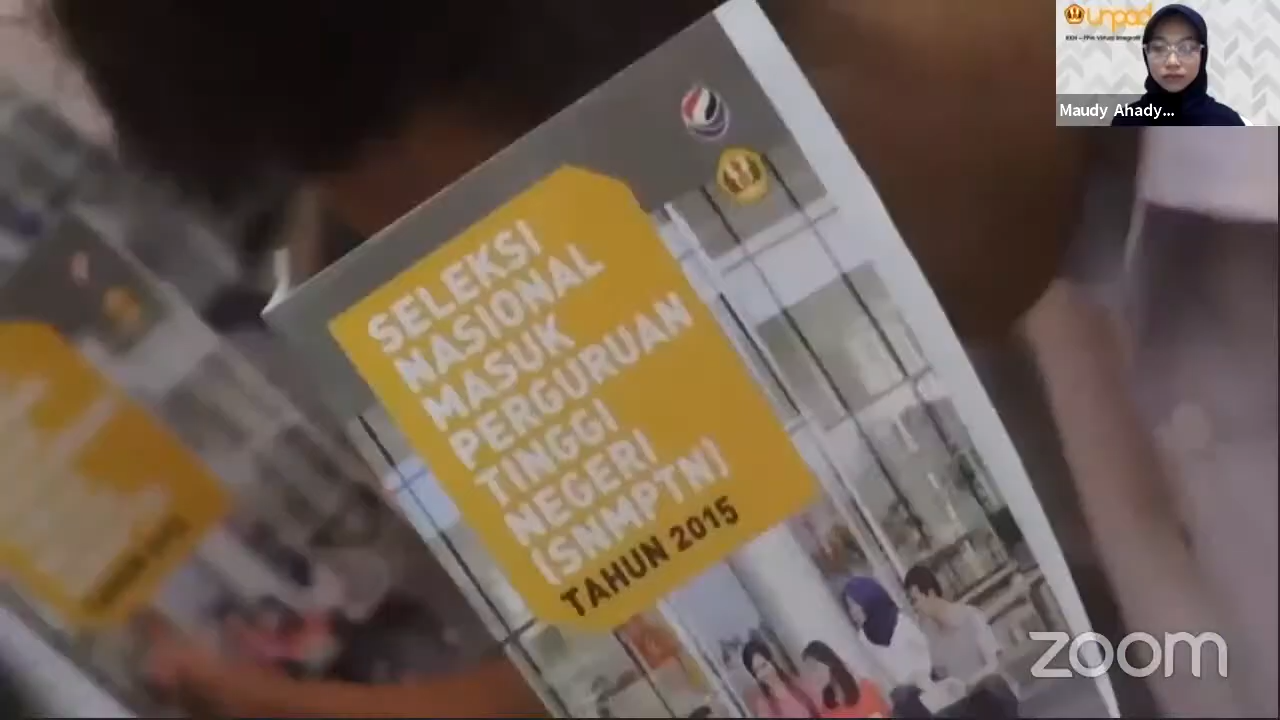 SELEKSI
NASIONAL
MASUK
PERGURUAN
TINGGI
NEGERI
(SNMPTN)
TAHUN 2015
unpad
Maudy Ahady...
zoom